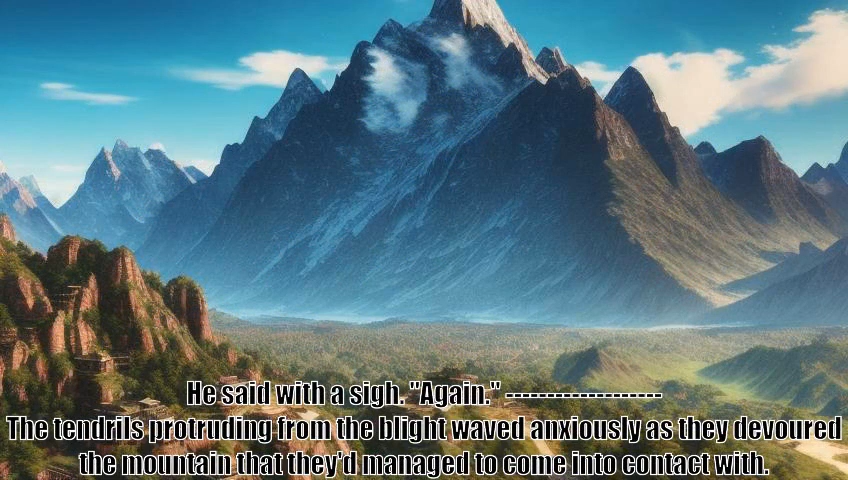 He said with a sigh. "Again." -------------------
The tendrils protruding from the blight waved anxiously as they devoured
the mountain that they'd managed to come into contact with.